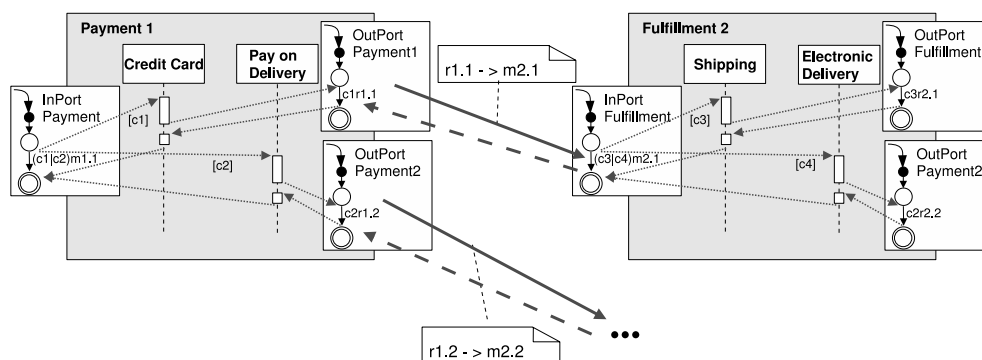 Payment 1
Credit Card
Pay on
Delivery
OutPort
Payment1
c1r1.1
InPort
Payment
[c1]
(c1|c2)m1.1
[c2]
OutPort
Payment2
c2r1.2
r1.1 - > m2.1
r1.2 - > m2.2
Fulfillment 2
Shipping
Electronic
Delivery
OutPort
Fulfillment
c3r2.1
InPort
Fulfillment
[c3]
(c3|c4)m2.1
[c4]
OutPort
Payment2
c2r2.2